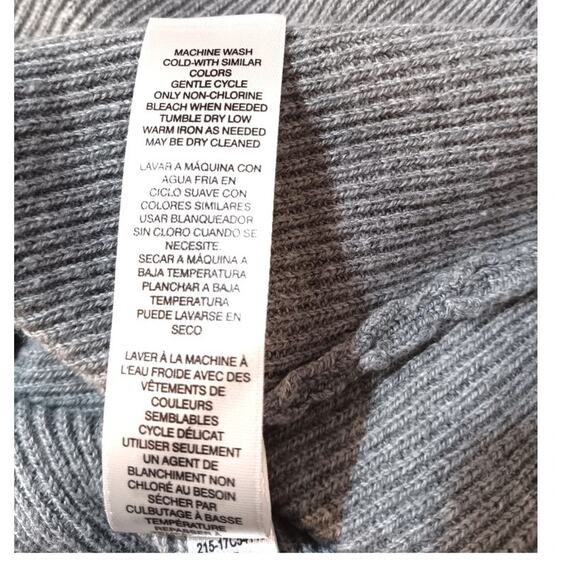 MACHINE WASH
COLD-WITH SIMILAR
COLORS
GENTLE CYCLE
ONLY NON-CHLORINE
BLEACH WHEN NEEDED
TUMBLE DRY LOW
WARM IRON AS NEEDED
MAY BE DRY CLEANED
LAVAR A MÁQUINA CON
AGUA FRIA EN
CICLO SUAVE CON
COLORES SIMILARES
USAR BLANQUEADOR
SIN CLORO CUANDO SE
NECESITE.
SECAR A MÁQUINA A
BAJA TEMPERATURA
PLANCHAR A BAJA
TEMPERATURA
PUEDE LAVARSE EN
SECO
LAVER À LA MACHINE À
L'EAU FROIDE AVEC DES
VÊTEMENTS DE
COULEURS
SEMBLABLES
CYCLE DÉLICAT
UTILISER SEULEMENT
UN AGENT DE
BLANCHIMENT NON
CHLORÉ AU BESOIN
SÉCHER PAR
CULBUTAGE À BASSE
TEMPÉRATURE